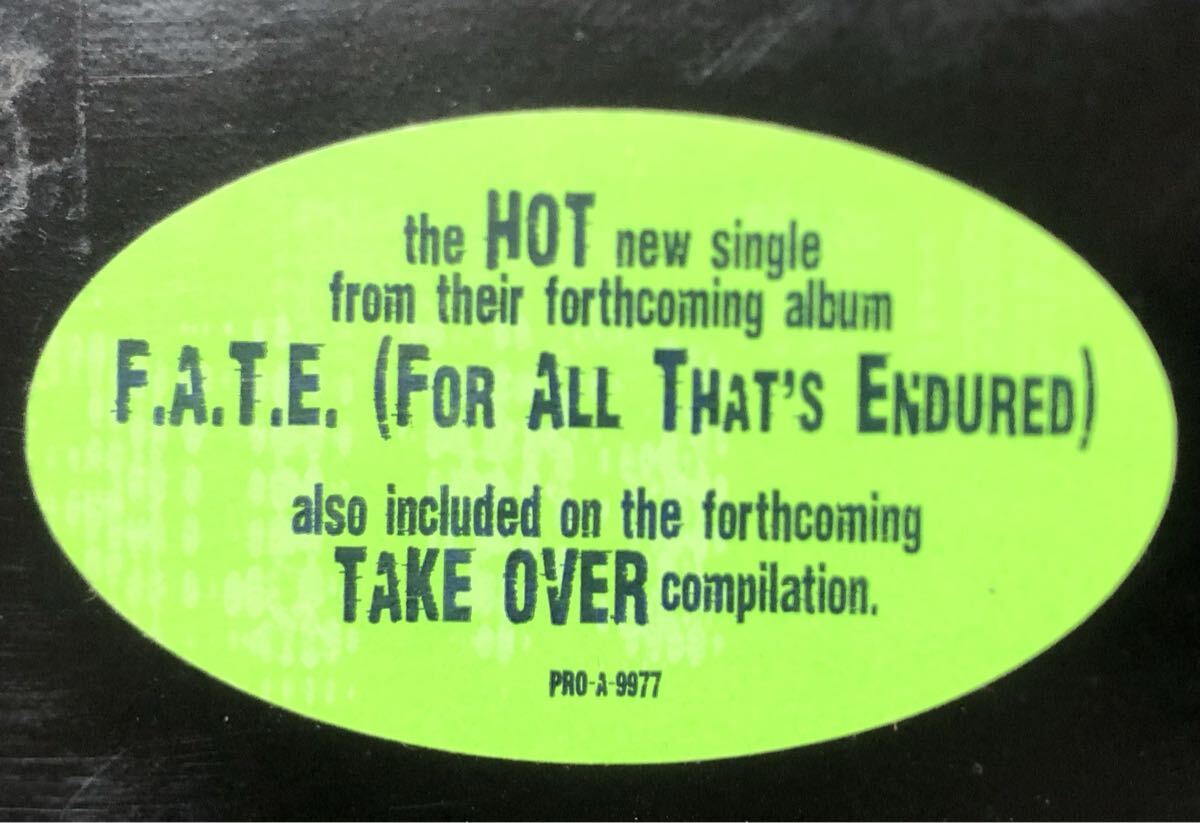 the HOT new single
from their forthcoming album
F.A.T.E. (FOR ALL THAT'S ENDURED)
also included on the forthcoming
TAKE OVER compilation.
PRO-A-9977